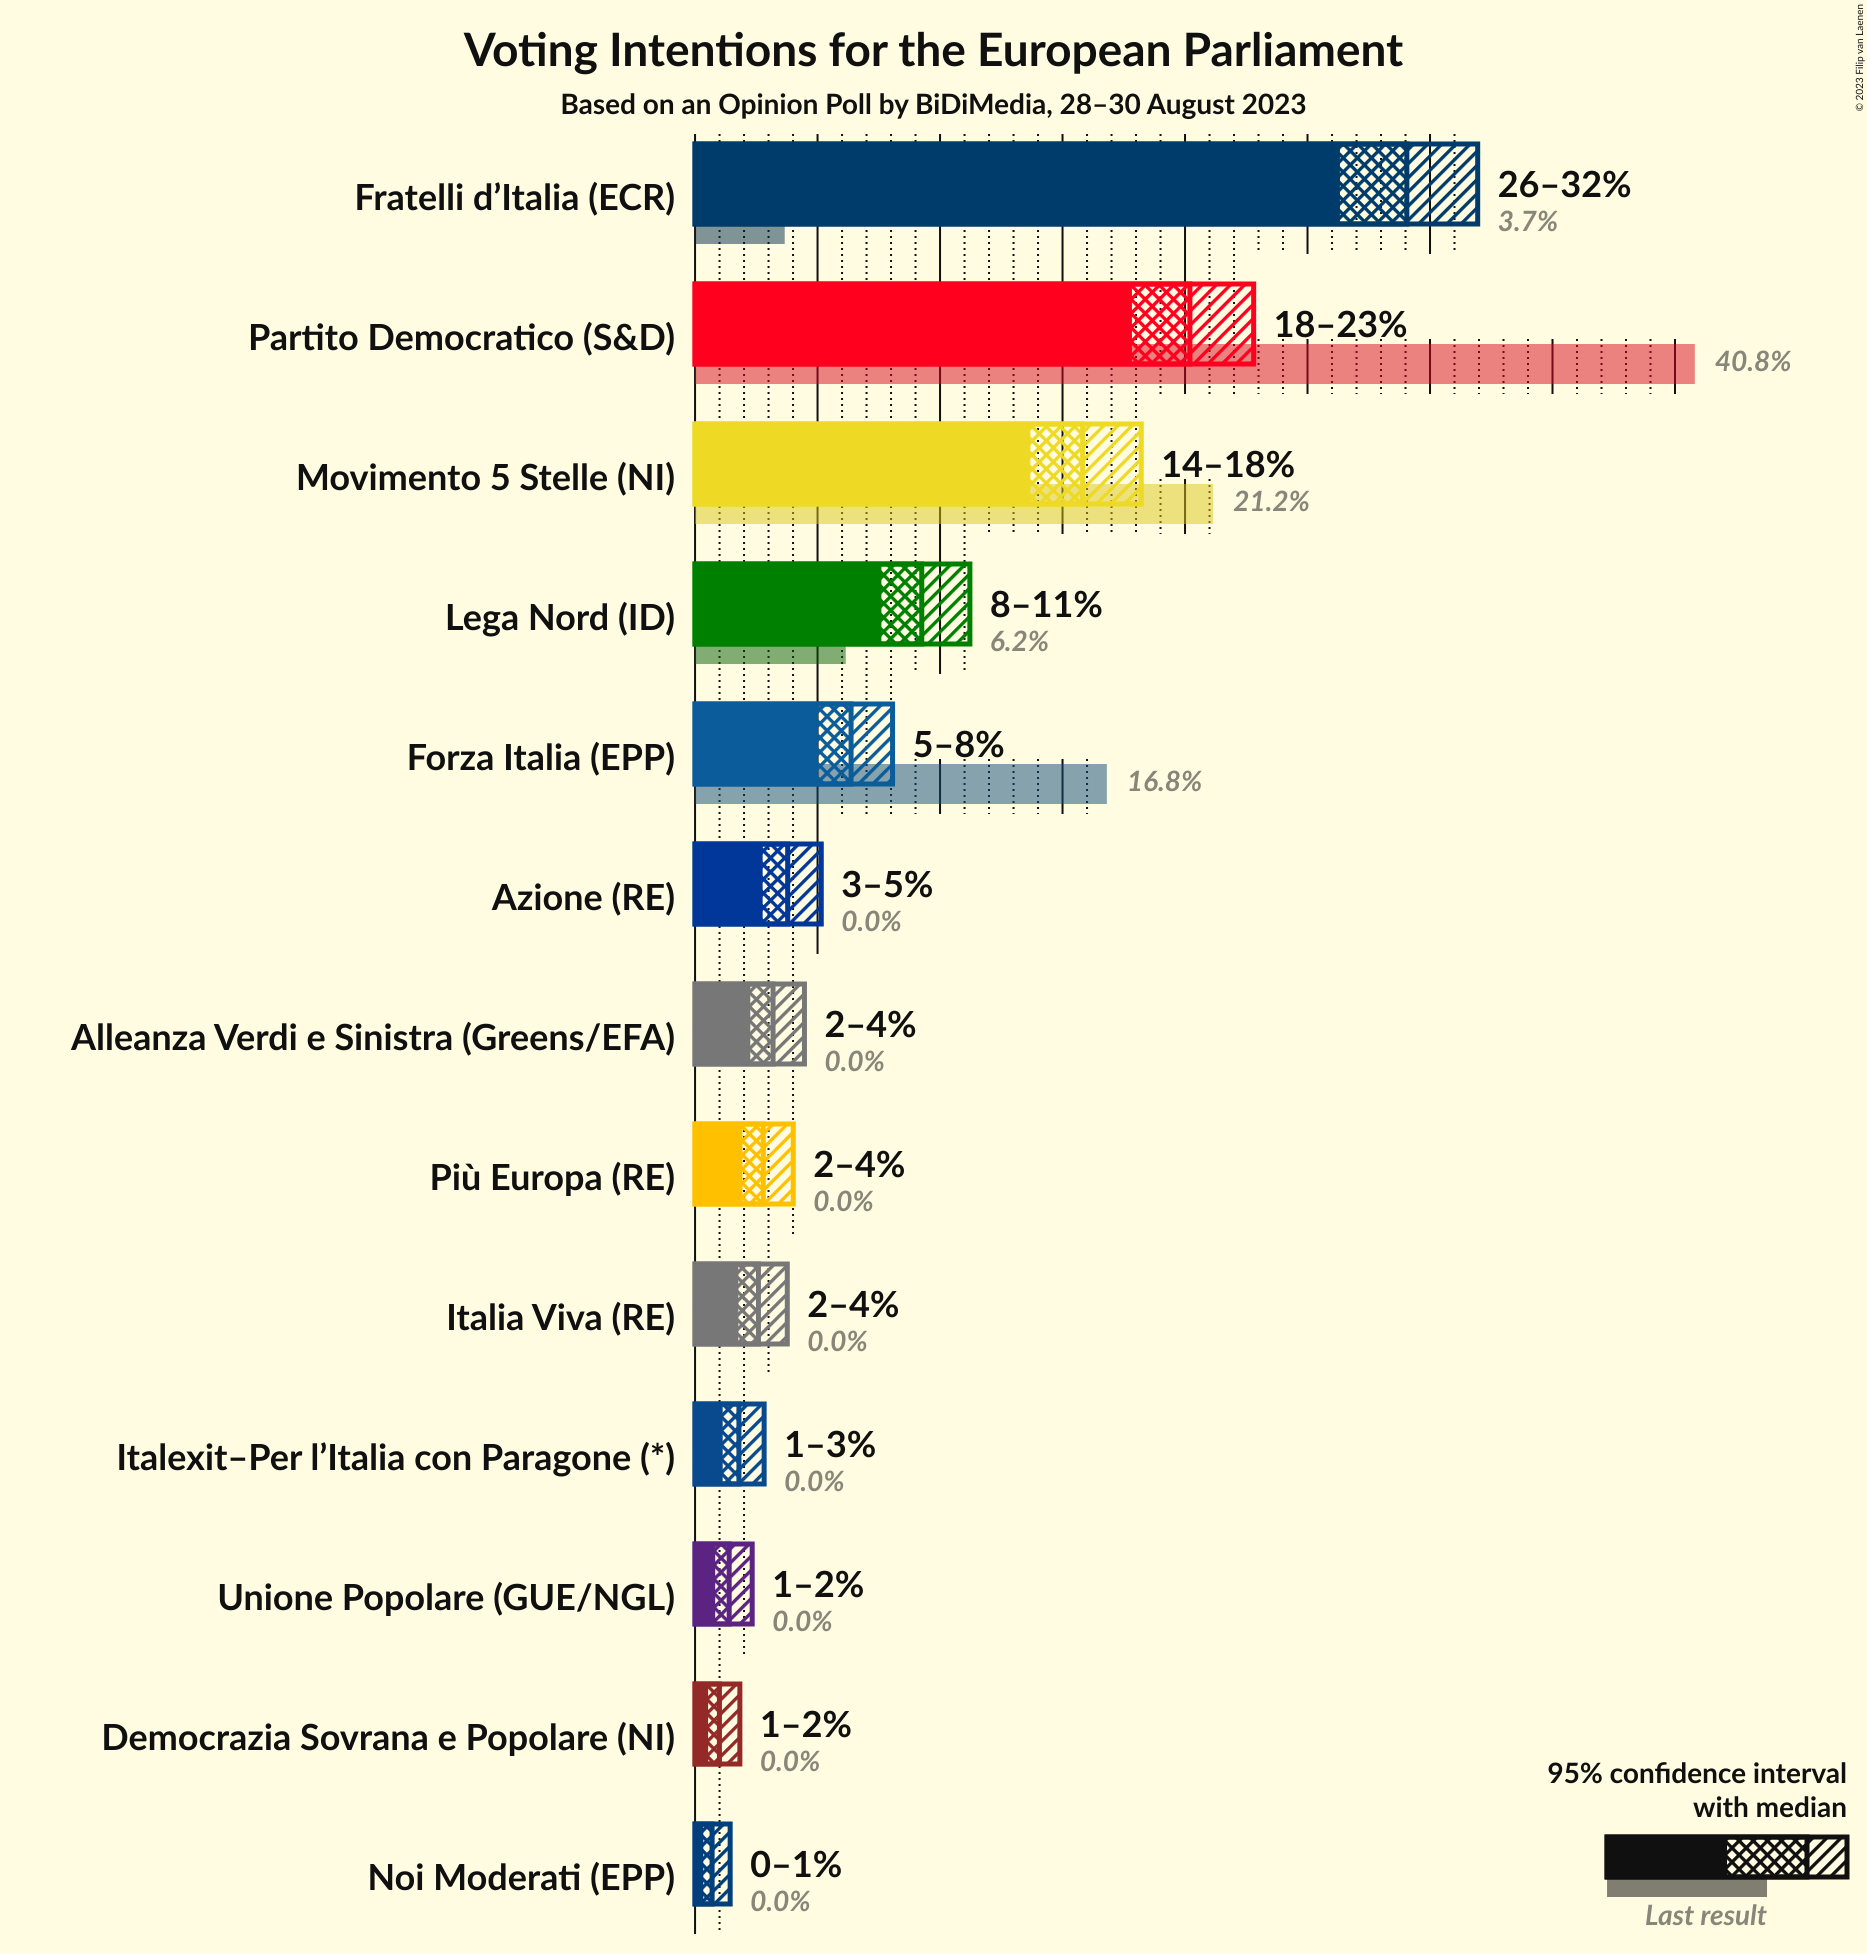 Voting Intentions for the European Parliament
Based on an Opinion Poll by BiDiMedia, 28–30 August 2023
© 2023 Filip van Laenen
Fratelli d’Italia (ECR)
26–32%
3.7%
Partito Democratico (S&D)
18–23%
40.8%
Movimento 5 Stelle (NI)
14–18%
21.2%
Lega Nord (ID)
8–11%
6.2%
Forza Italia (EPP)
5–8%
16.8%
Azione (RE)
3–5%
0.0%
Alleanza Verdi e Sinistra (Greens/EFA)
2–4%
0.0%
Più Europa (RE)
2–4%
0.0%
Italia Viva (RE)
2–4%
0.0%
Italexit–Per l’Italia con Paragone (*)
1–3%
0.0%
Unione Popolare (GUE/NGL)
1–2%
0.0%
Democrazia Sovrana e Popolare (NI)
1–2%
0.0%
Noi Moderati (EPP)
0–1%
0.0%
95% confidence interval
with median
Last result